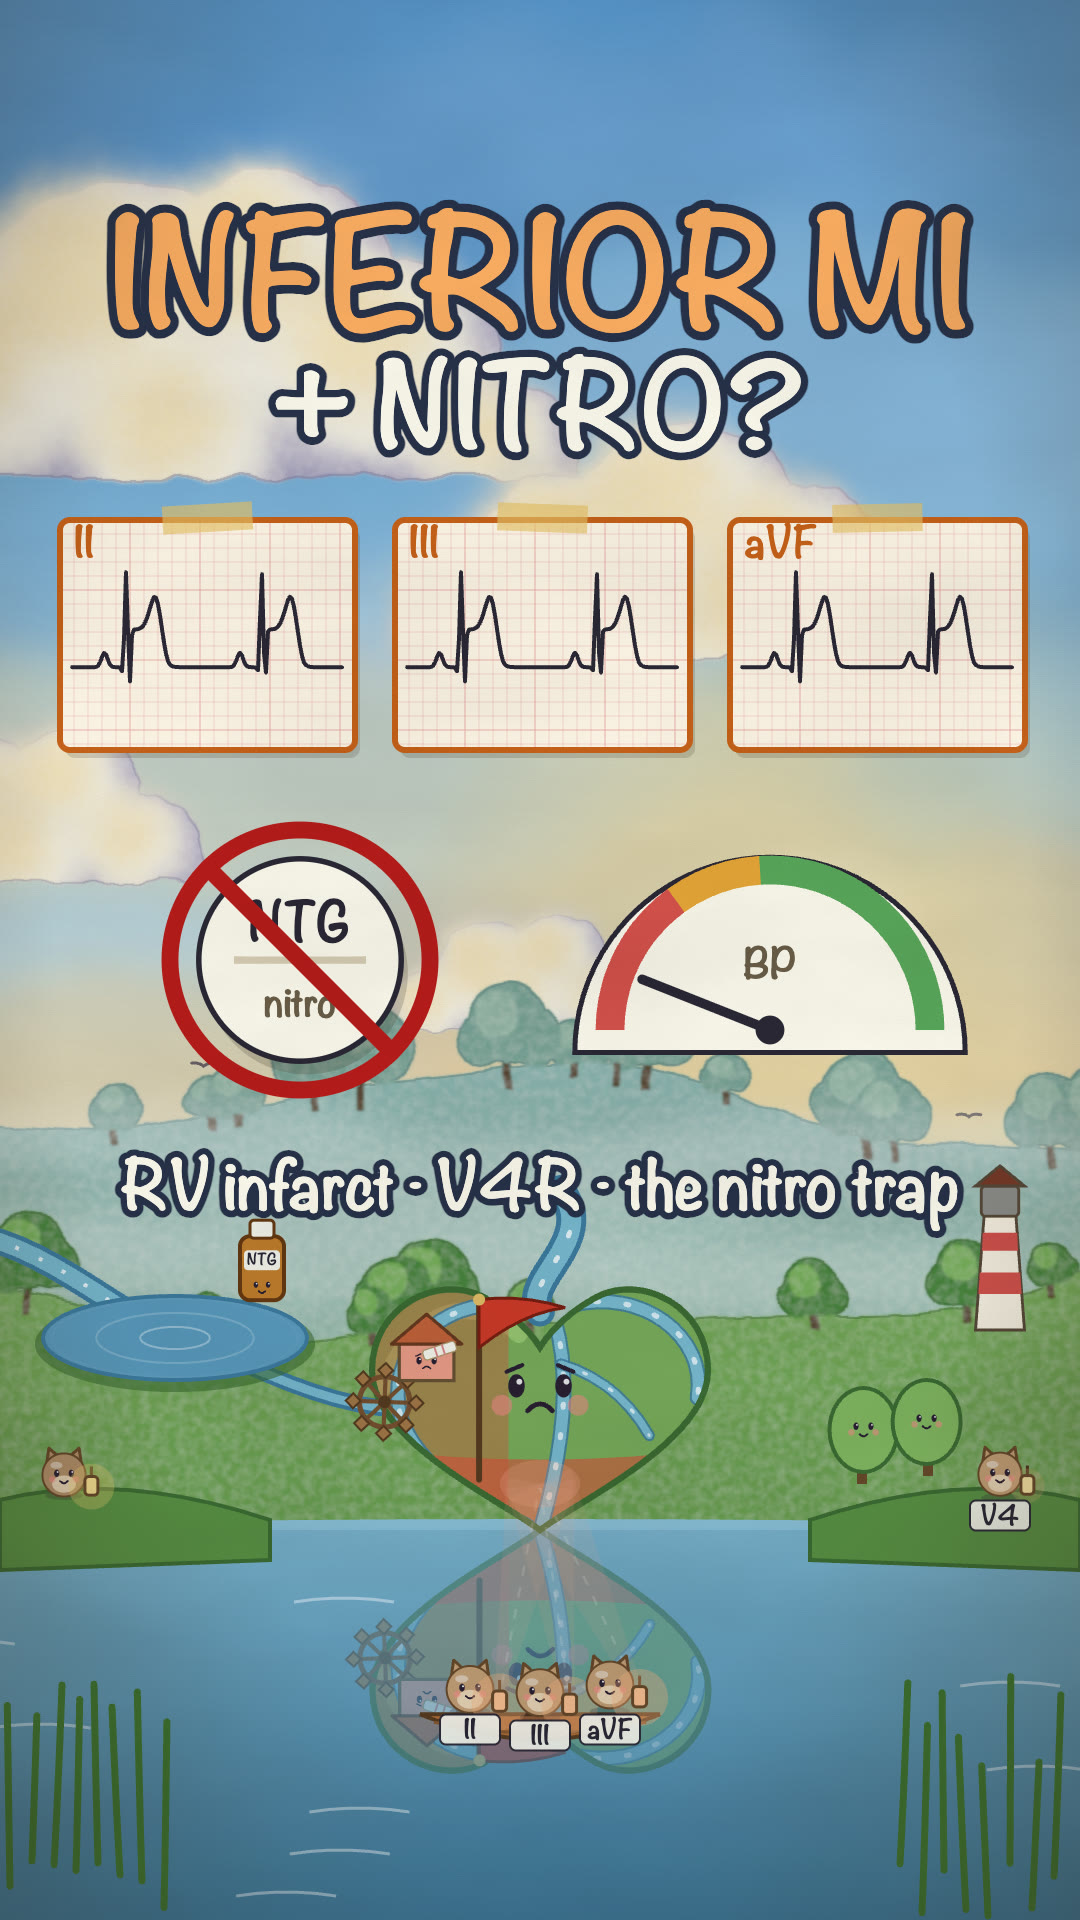 INFERIOR MI
+ NITRO?
II
III
aVF
NTG
nitro
BP
RV infarct - V4R - the nitro trap
NTG
V4
II
III
aVF